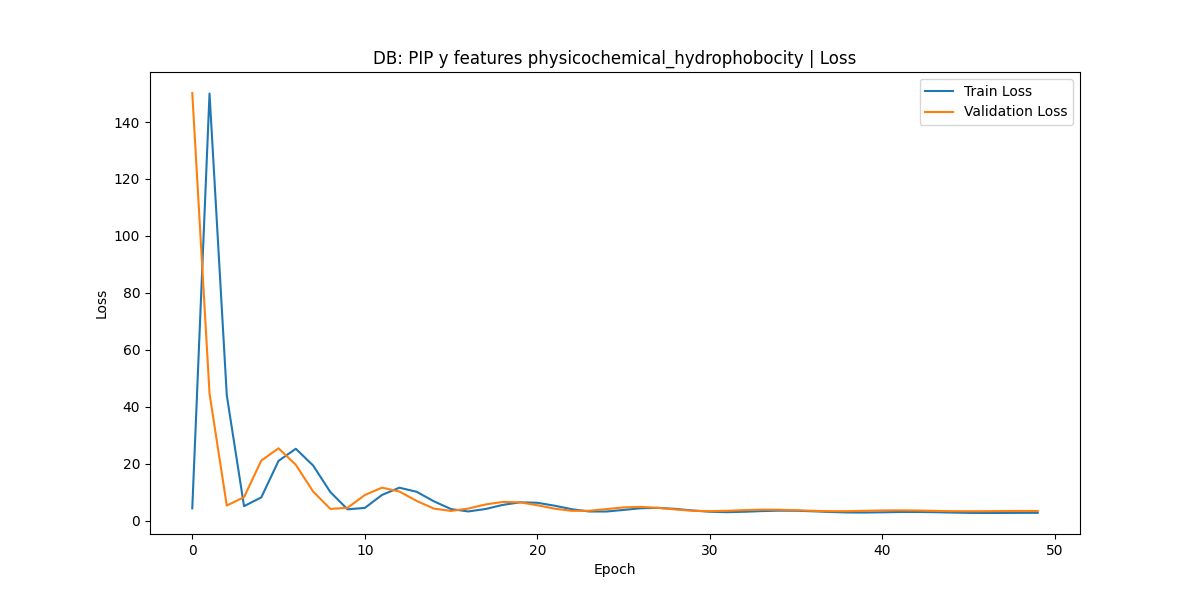 DB: PIP y features physicochemical_hydrophobocity | Loss
Train Loss
Validation Loss
Loss
140
120
100
80
60
40
20
0
0 10 20 30 40 50
Epoch